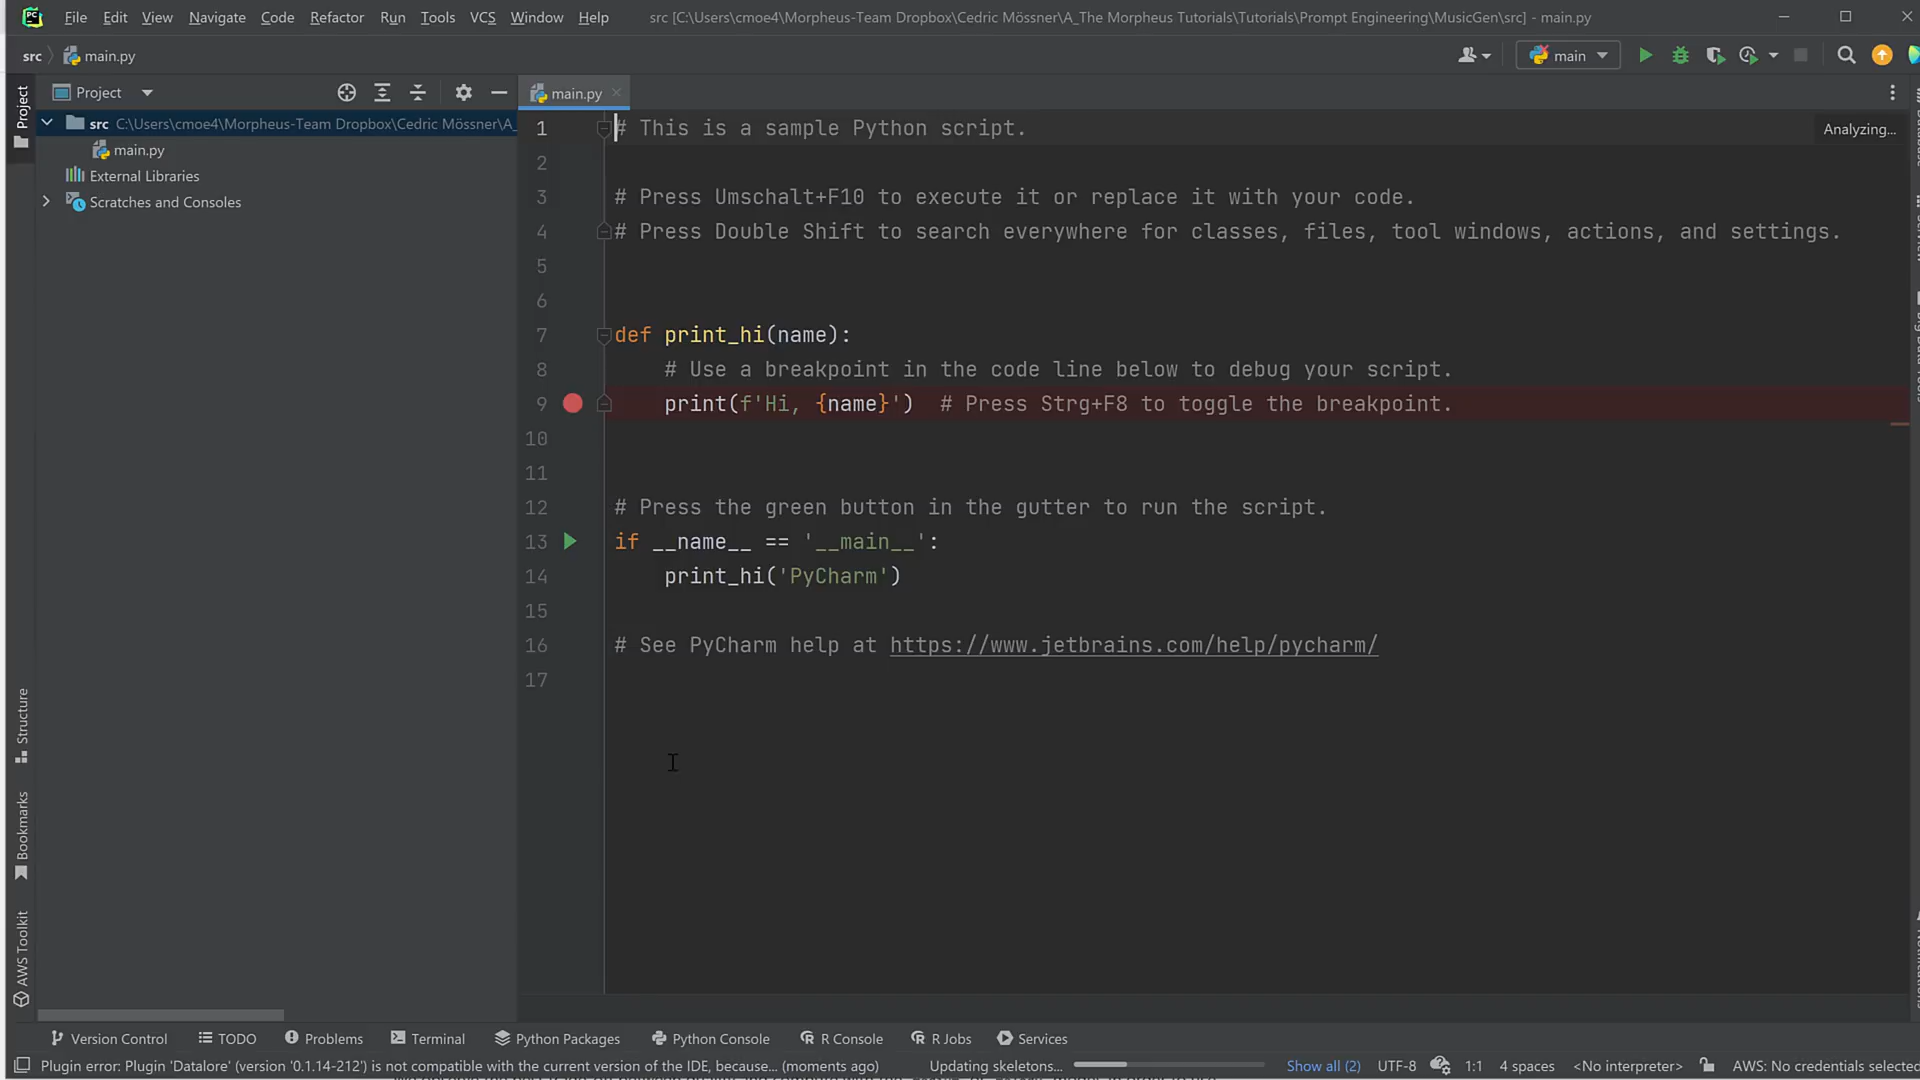 File Edit View Navigate Code Refactor Run Tools VCS Window Help src [C:\Users\cmoe4\Morpheus-Team Dropbox\Cedric Mössner\A_The Morpheus Tutorials\Tutorials\Prompt Engineering\MusicGen\src] - main.py
src main.py main
Project
Project
main.py
src C:\Users\cmoe4\Morpheus-Team Dropbox\Cedric Mössner\A_
main.py
External Libraries
Scratches and Consoles
Analyzing...
1 # This is a sample Python script.
2
3 # Press Umschalt+F10 to execute it or replace it with your code.
4 # Press Double Shift to search everywhere for classes, files, tool windows, actions, and settings.
5
6
7 def print_hi(name):
8 # Use a breakpoint in the code line below to debug your script.
9 print(f'Hi, {name}') # Press Strg+F8 to toggle the breakpoint.
10
11
12 # Press the green button in the gutter to run the script.
13 if __name__ == '__main__':
14 print_hi('PyCharm')
15
16 # See PyCharm help at https://www.jetbrains.com/help/pycharm/
17
Structure
Bookmarks
AWS Toolkit
Version Control TODO Problems Terminal Python Packages Python Console R Console R Jobs Services
Plugin error: Plugin 'Datalore' (version '0.1.14-212') is not compatible with the current version of the IDE, because... (moments ago) Updating skeletons... Show all (2) UTF-8 1:1 4 spaces <No interpreter> AWS: No credentials selected